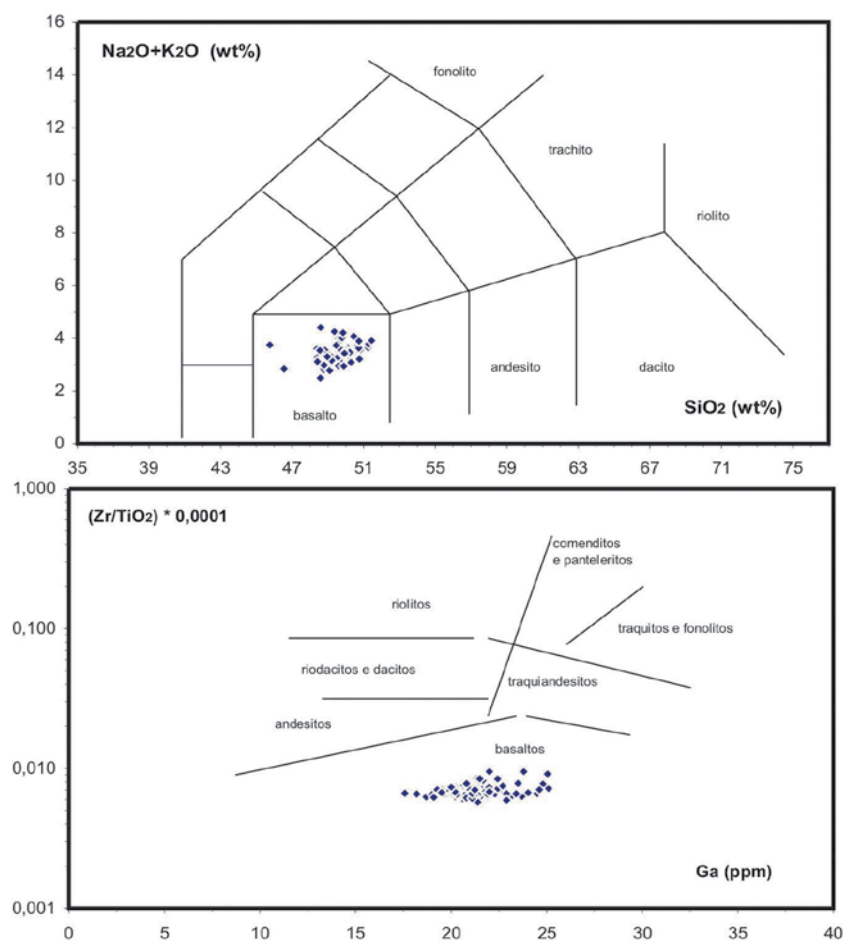 16
Na2O+K2O (wt%)
14
12
10
8
6
4
2
0
fonolito
trachito
riolito
basalto
andesito
dacito
SiO2 (wt%)
35 39 43 47 51 55 59 63 67 71 75
1,000
(Zr/TiO2) * 0,0001
0,100
0,010
0,001
comenditos
e panteleritos
riolitos
traquitos e fonolitos
riodacitos e dacitos
traquiandesitos
andesitos
basaltos
Ga (ppm)
0 5 10 15 20 25 30 35 40